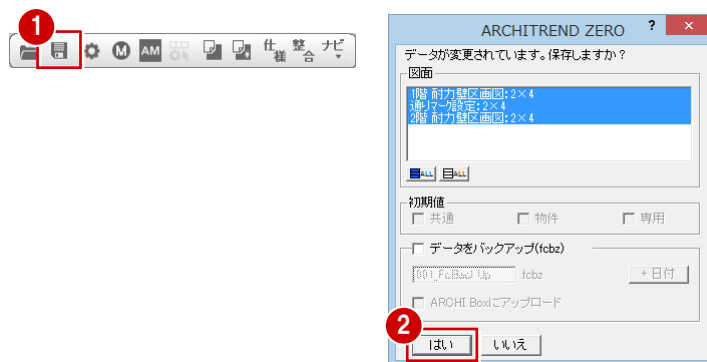 1
M
AM
仕様
整合
ナビ
ARCHITREND ZERO ? ×
データが変更されています。保存しますか?
図面
1階 耐力壁区画図:2×4
通りマーク設定:2×4
2階 耐力壁区画図:2×4
ALL ALL
初期値
共通 物件 専用
データをバックアップ(fcbz)
fcbz +日付
ARCHI Boxにアップロード
2
はい いいえ